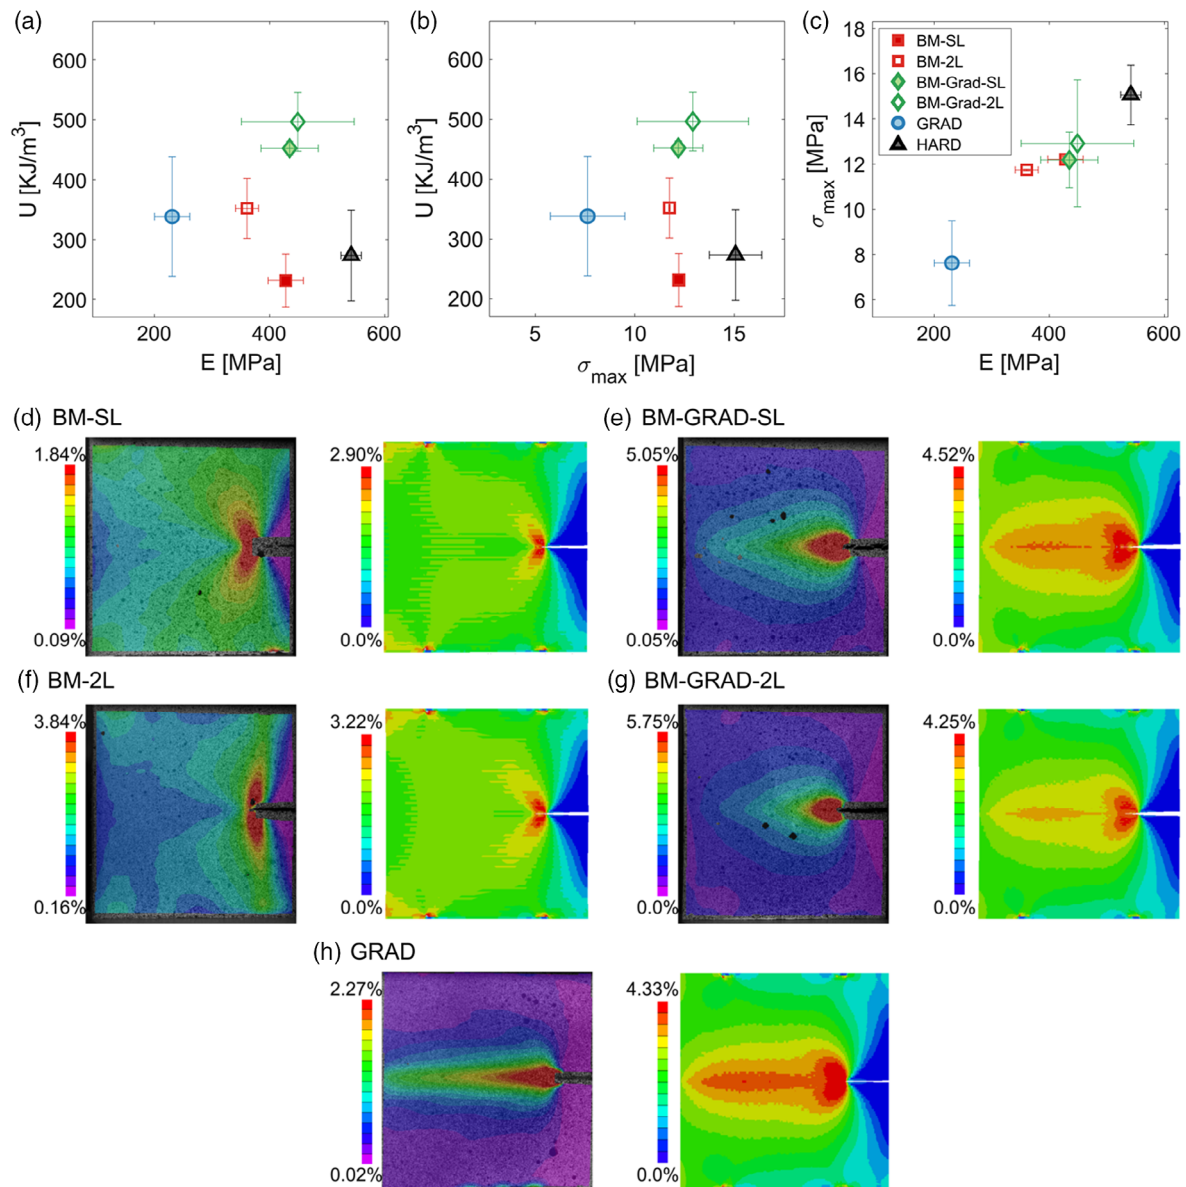 (a)
600
500
400
300
200
U [KJ/m³]
200
400
600
E [MPa]
(b)
600
500
400
300
200
U [KJ/m³]
5
10
15
σmax [MPa]
(c)
18
16
14
12
10
8
6
σmax [MPa]
200
400
600
E [MPa]
BM-SL
BM-2L
BM-Grad-SL
BM-Grad-2L
GRAD
HARD
(d) BM-SL
1.84%
0.09%
2.90%
0.0%
(e) BM-GRAD-SL
5.05%
0.05%
4.52%
0.0%
(f) BM-2L
3.84%
0.16%
3.22%
0.0%
(g) BM-GRAD-2L
5.75%
0.0%
4.25%
0.0%
(h) GRAD
2.27%
0.02%
4.33%
0.0%